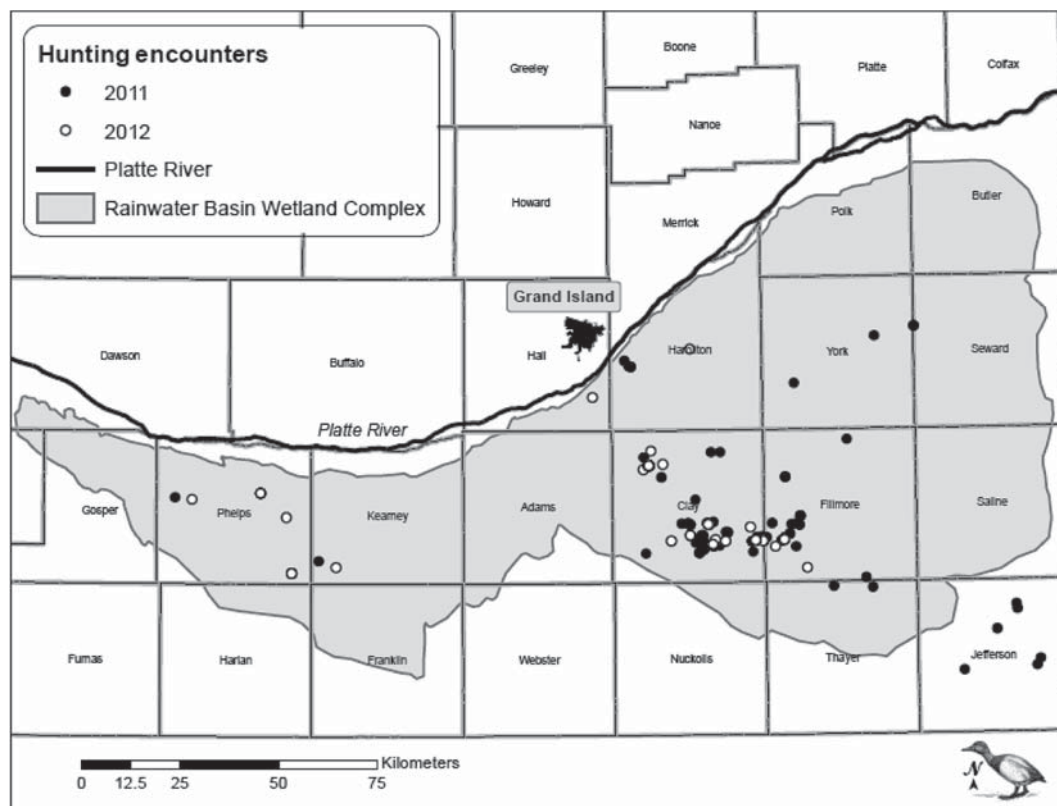 Hunting encounters
2011
2012
Platte River
Rainwater Basin Wetland Complex
Boone
Greeley
Platte
Colfax
Nance
Howard
Merrick
Polk
Butler
Grand Island
Dawson
Buffalo
Hall
Hamilton
York
Seward
Platte River
Gosper
Phelps
Kearney
Adams
Clay
Fillmore
Saline
Furnas
Harlan
Franklin
Webster
Nuckolls
Thayer
Jefferson
Kilometers
0 12.5 25 50 75
N